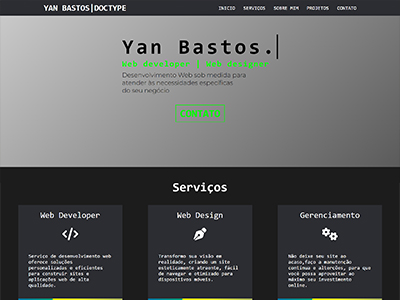 YAN BASTOS|DOCTYPE
INICIO SERVIÇOS SOBRE MIM PROJETOS CONTATO
Yan Bastos.
Web Developer | Web Designer
Desenvolvimento Web sob medida para
atender às necessidades específicas
do seu negócio
CONTATO
Serviços
Web Developer
</>
Serviço de desenvolvimento web
oferece soluções
personalizadas e eficientes
para construir sites e
aplicações web de alta
qualidade.
Web Design
Transformo sua visão em
realidade, criando um site
esteticamente atraente, fácil
de navegar e otimizado para
dispositivos móveis.
Gerenciamento
Não deixe seu site ao
acaso,faço a manutenção
contínua e alterções, para que
você possa aproveitar ao
máximo seu investimento
online.